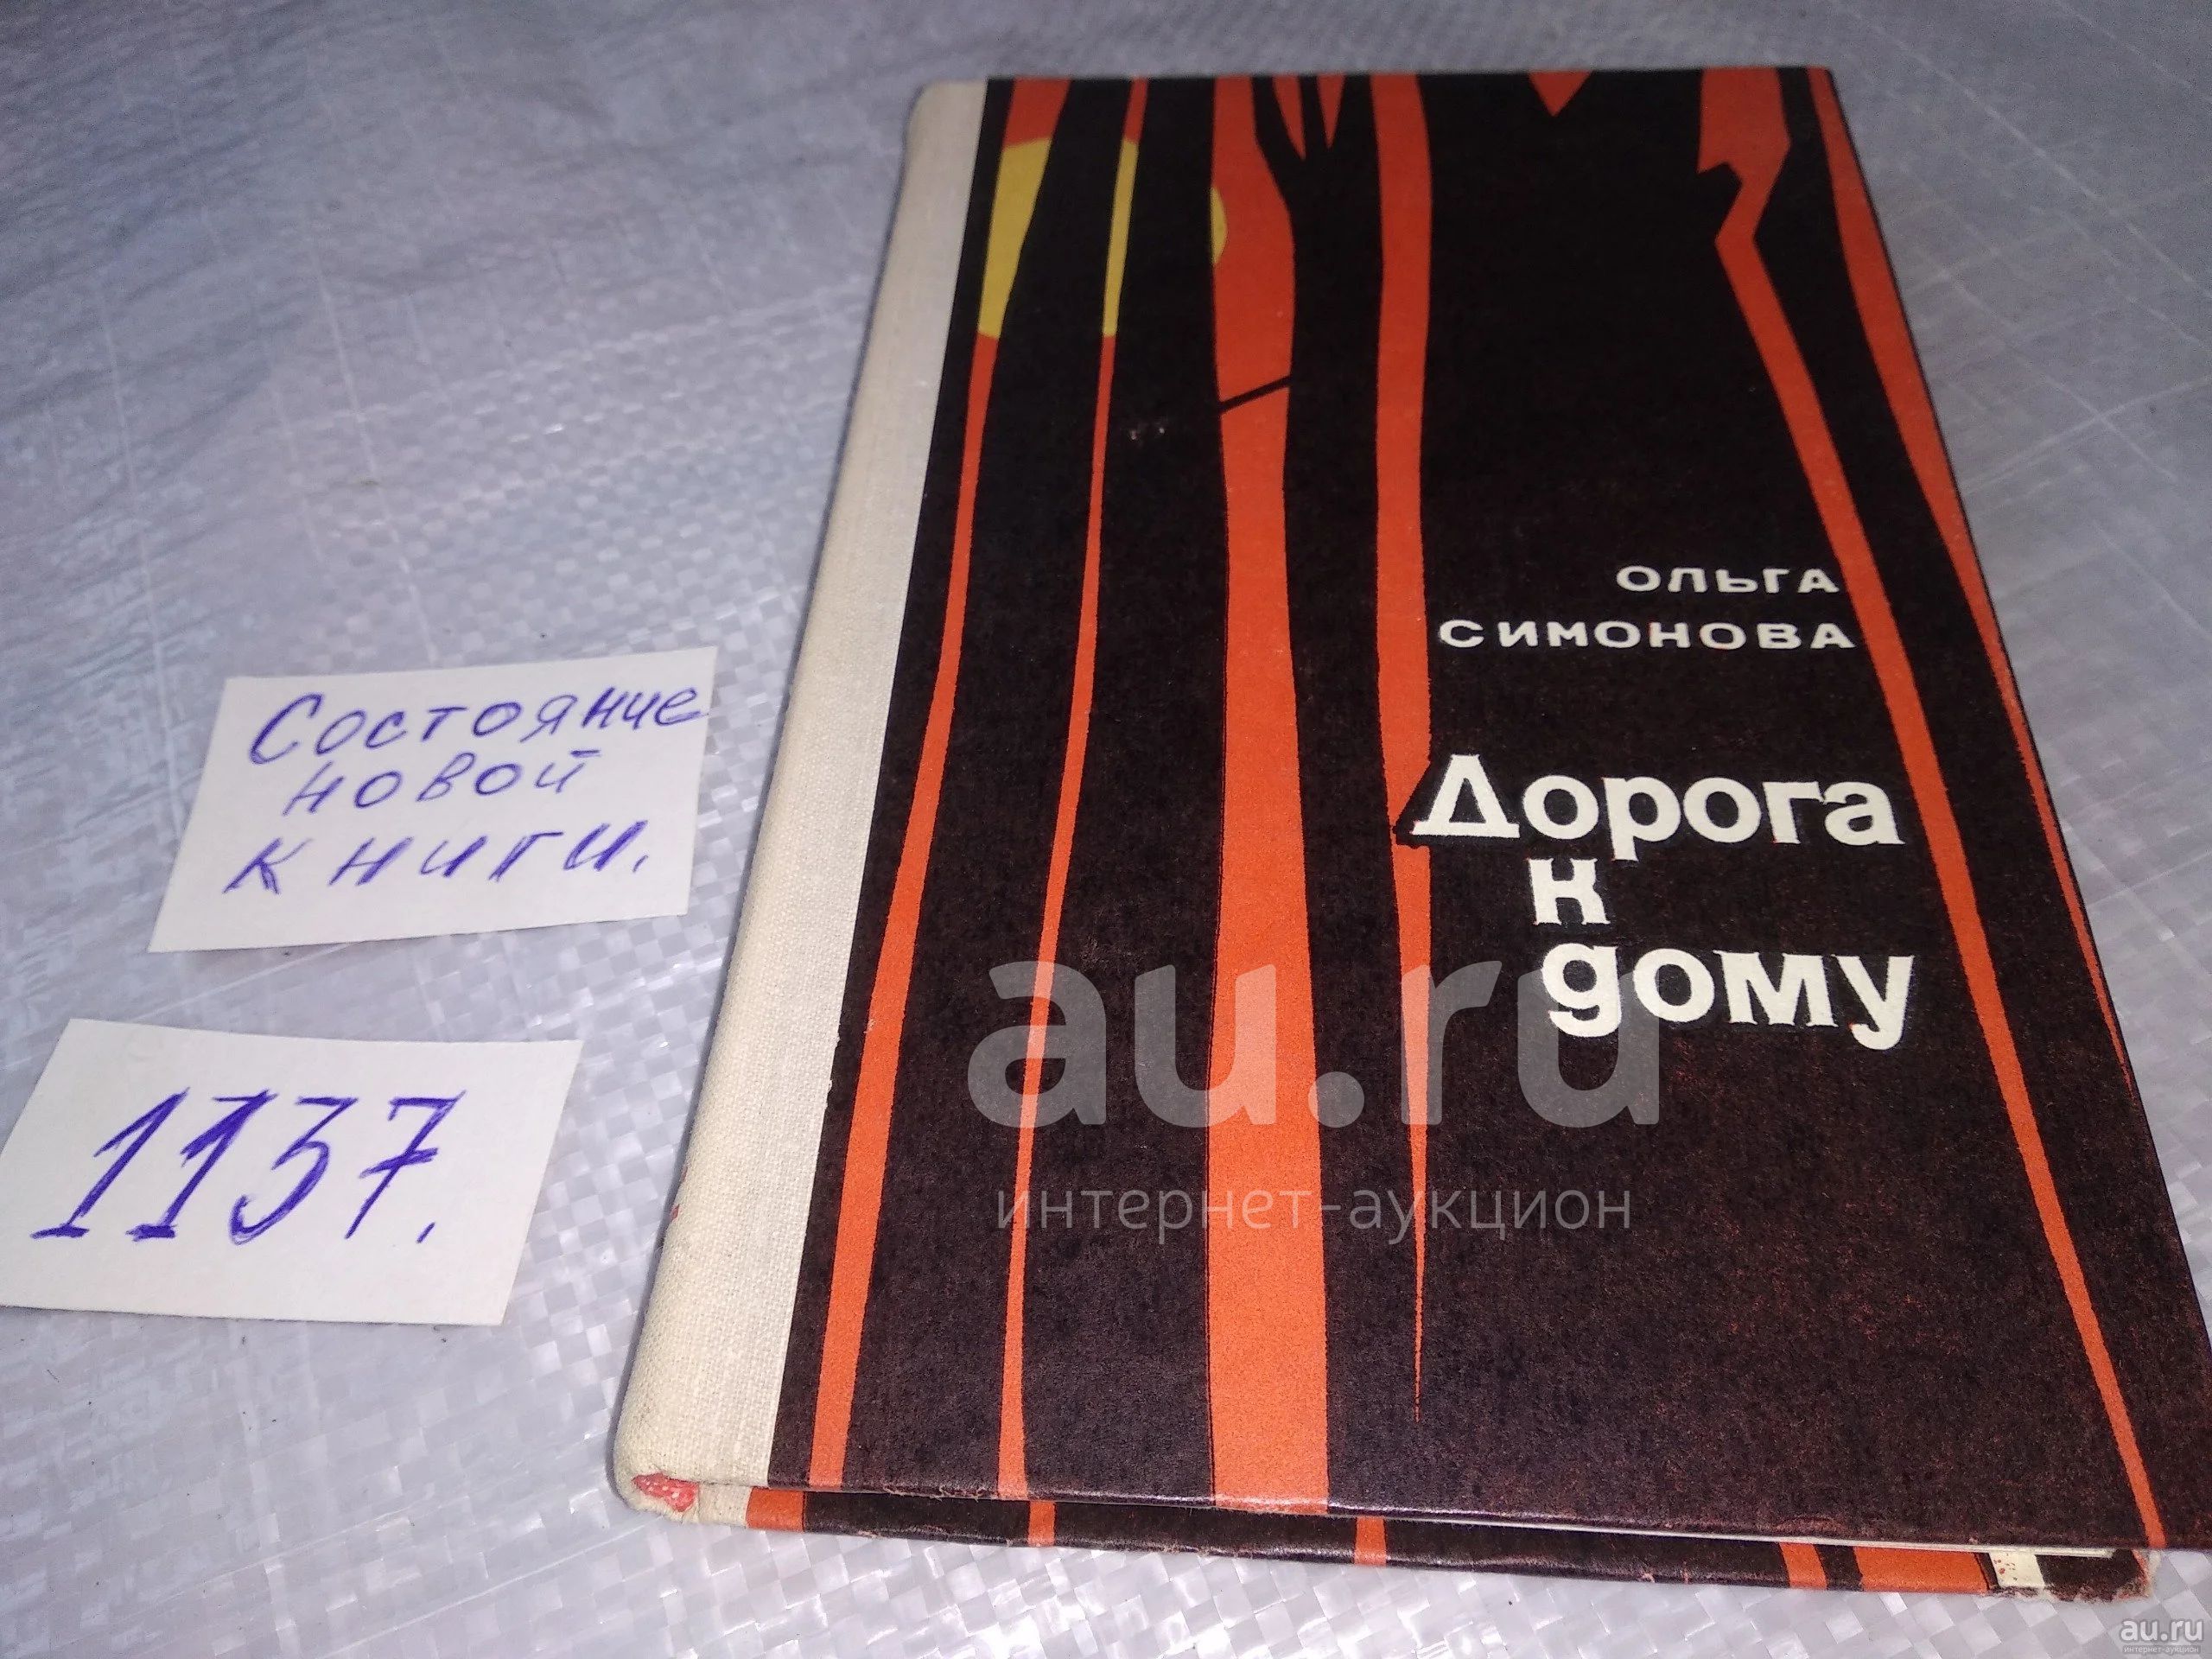 Состояние
новой
книги.
1137.
ОЛЬГА
СИМОНОВА
Дорога
к
дому
au.ru
интернет-аукцион
au.ru
интернет-аукцион